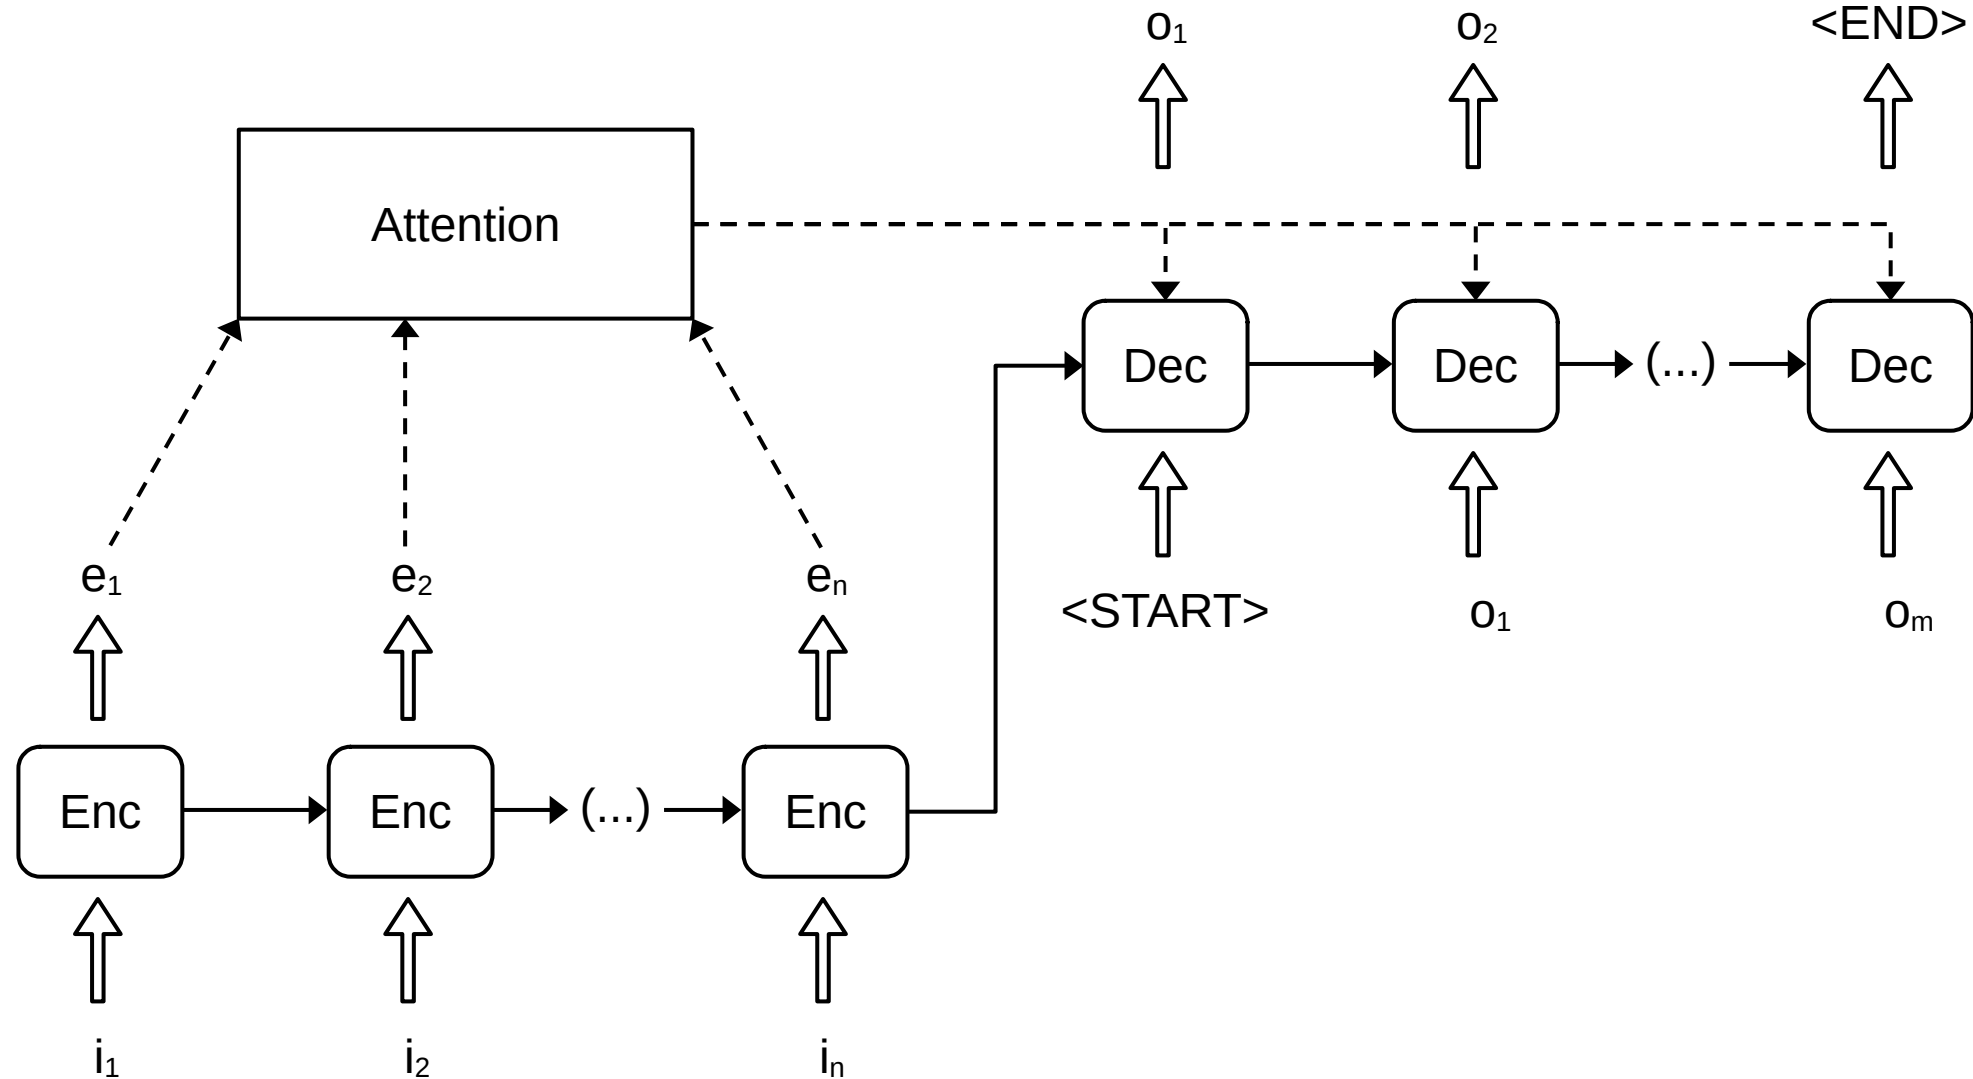 o₁ o₂ <END>
Attention
Dec Dec (...) Dec
e₁ e₂ eₙ
<START> o₁ oₘ
Enc Enc (...) Enc
i₁ i₂ iₙ